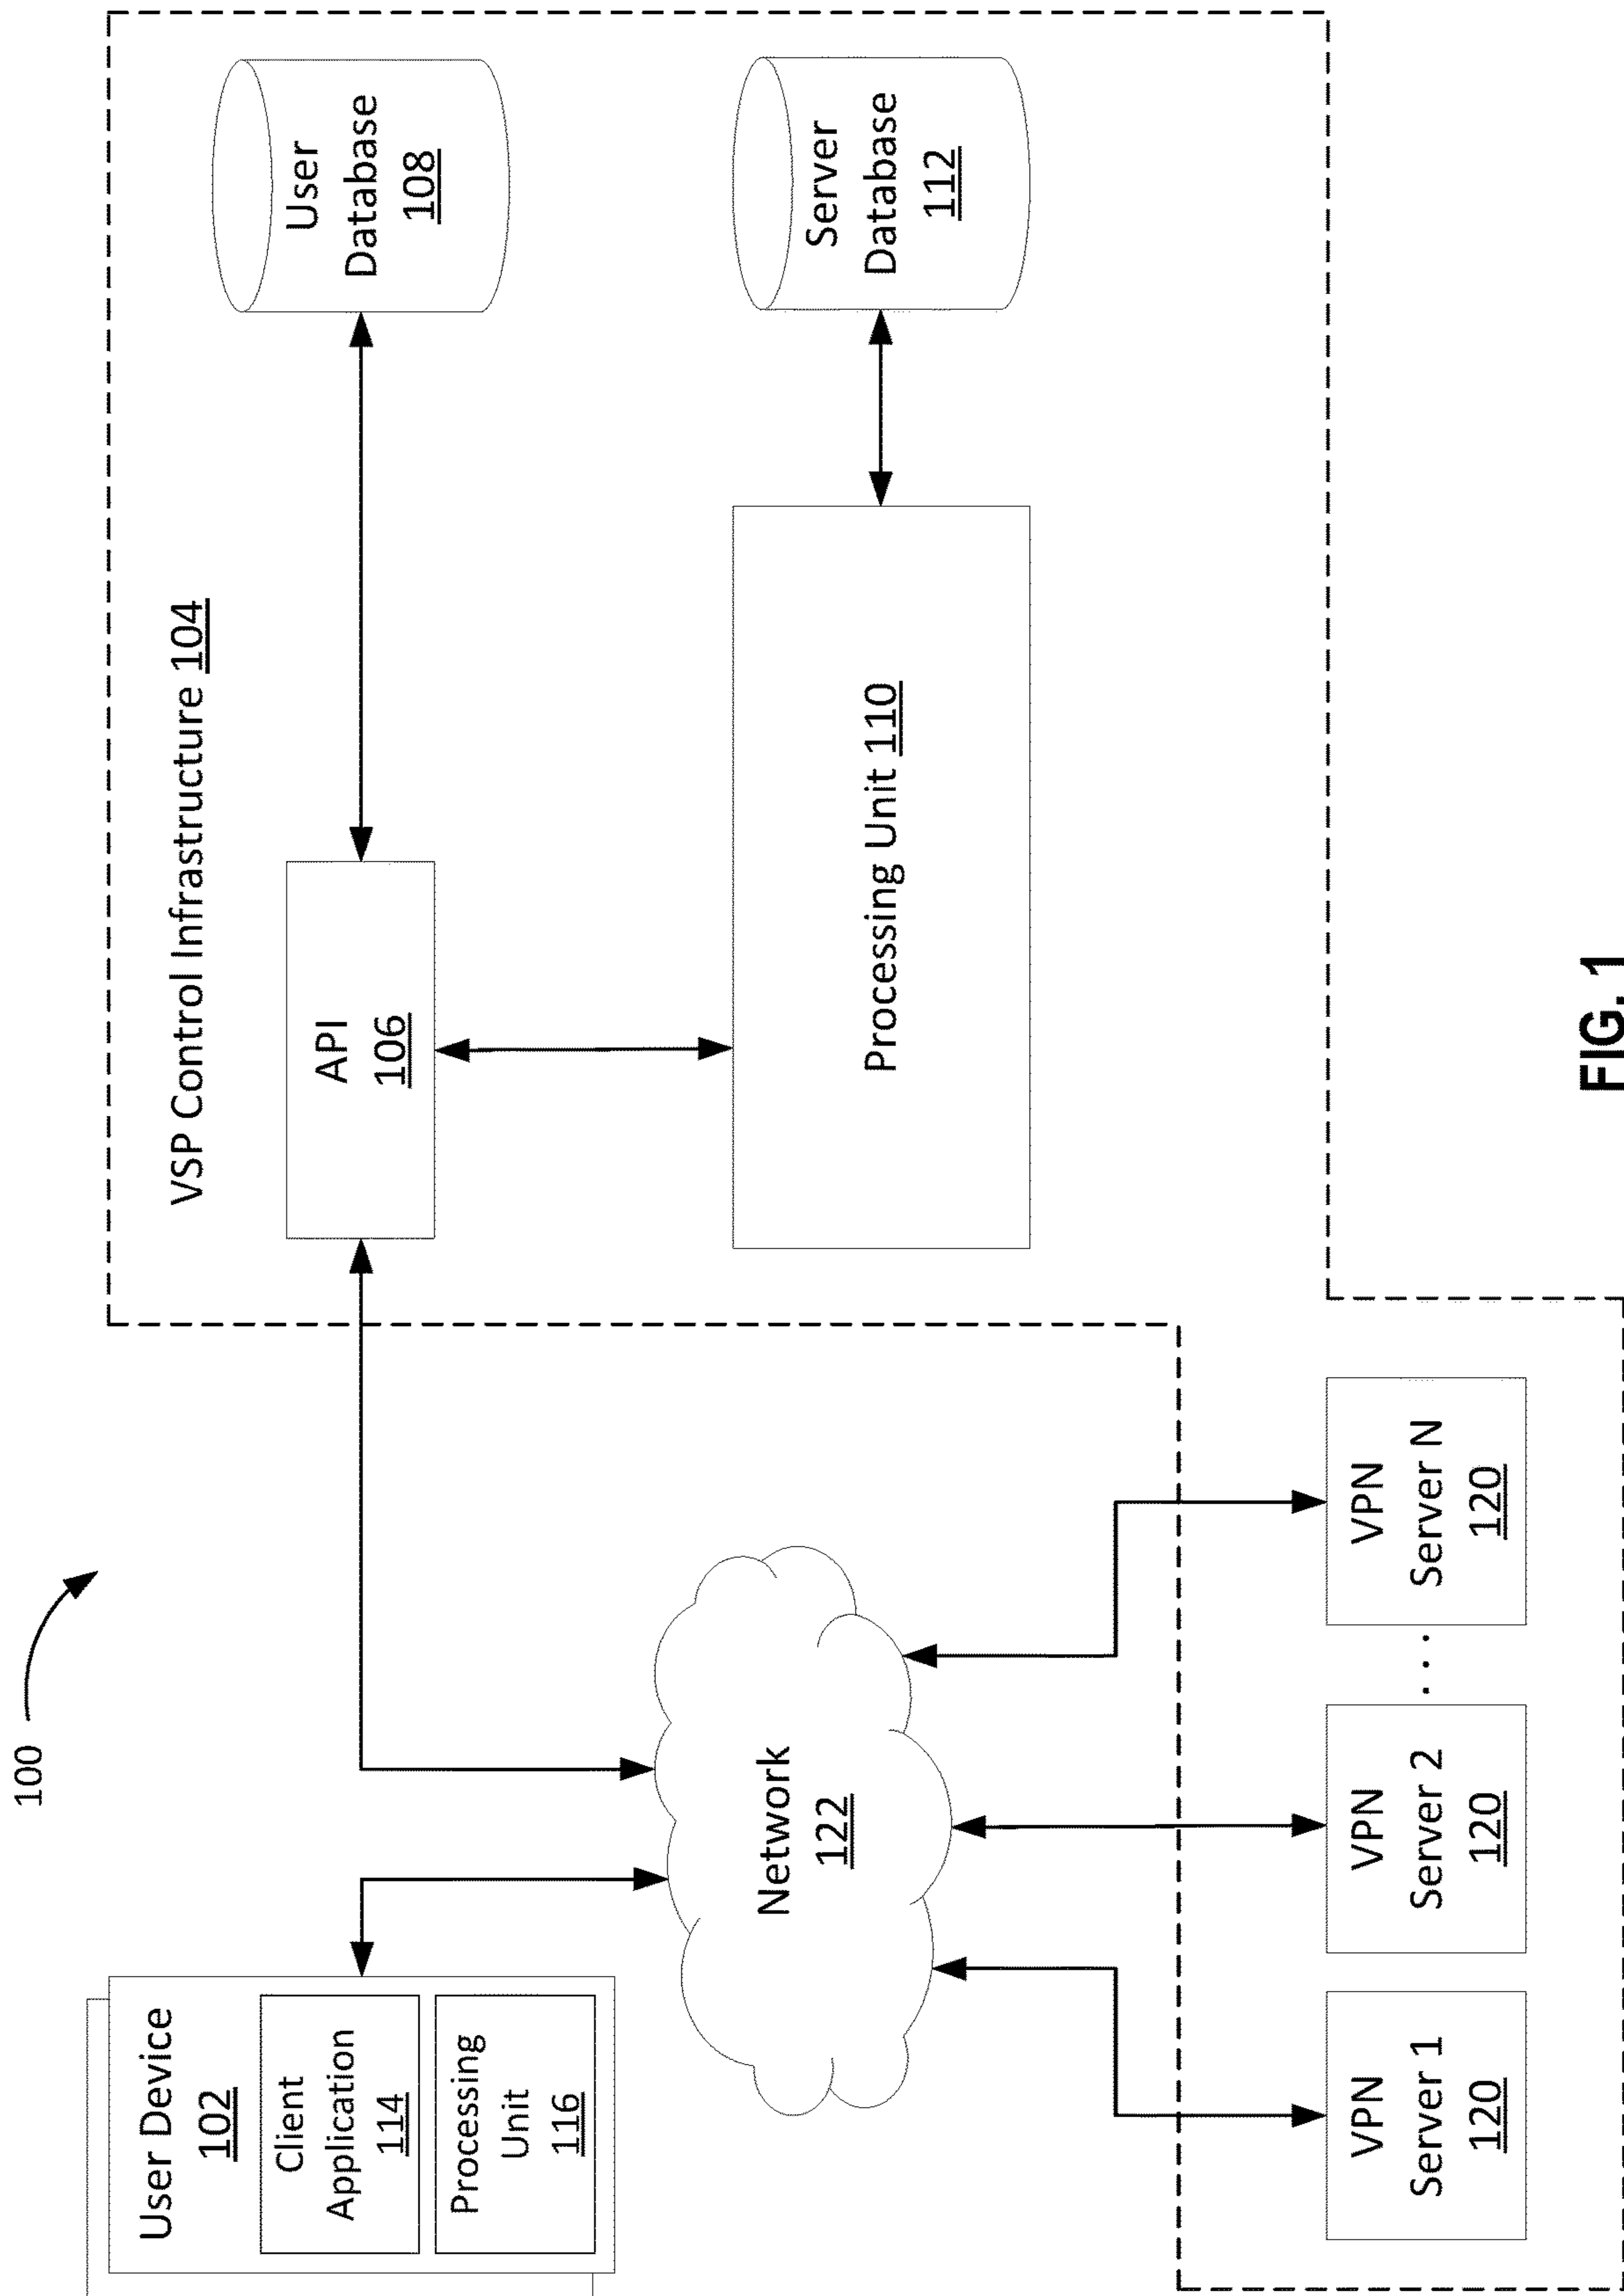 100
User Device
102
Client
Application
114
Processing
Unit
116
VSP Control Infrastructure 104
API
106
User
Database
108
Network
122
Processing Unit 110
Server
Database
112
VPN
Server 1
120
VPN
Server 2
120
. . .
VPN
Server N
120
FIG. 1